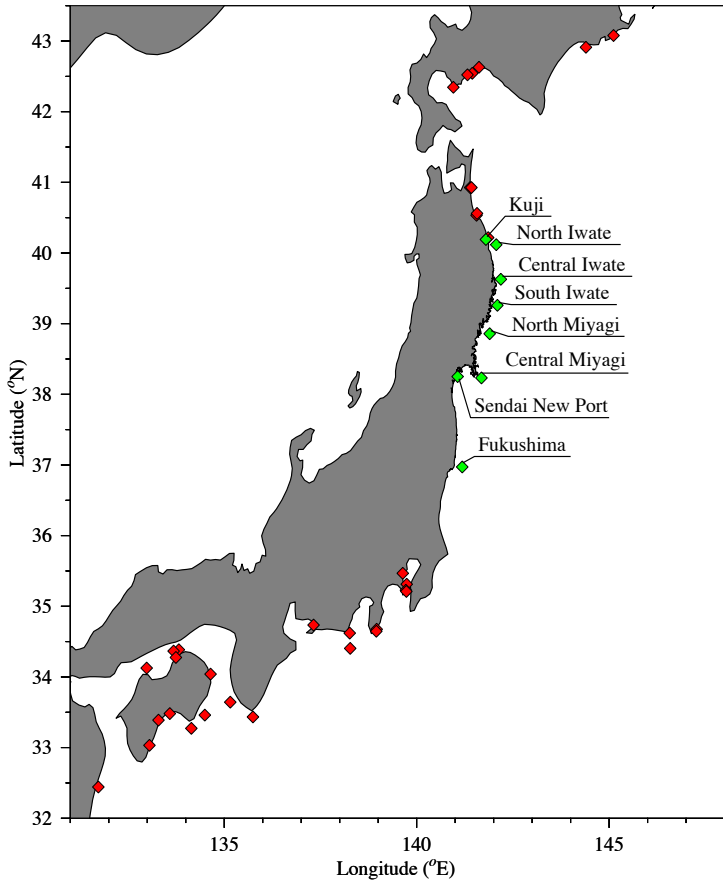 43
42
41
40
39
38
37
36
35
34
33
32
Latitude (°N)
Kuji
North Iwate
Central Iwate
South Iwate
North Miyagi
Central Miyagi
Sendai New Port
Fukushima
135
140
145
Longitude (°E)